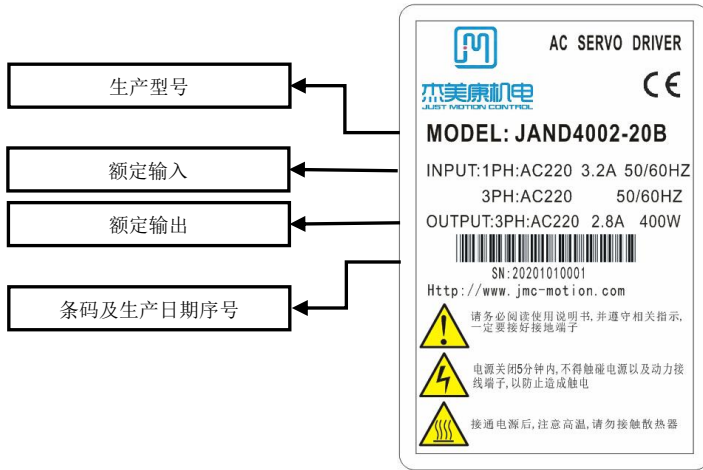 生产型号
额定输入
额定输出
条码及生产日期序号
JM
AC SERVO DRIVER
杰美康机电
JUST MOTION CONTROL
CE
MODEL: JAND4002-20B
INPUT:1PH:AC220 3.2A 50/60HZ
3PH:AC220 50/60HZ
OUTPUT:3PH:AC220 2.8A 400W
SN:20201010001
Http://www.jmc-motion.com
请务必阅读使用说明书,并遵守相关指示,
一定要接好接地端子
电源关闭5分钟内,不得触碰电源以及动力接
线端子,以防止造成触电
接通电源后,注意高温,请勿接触散热器